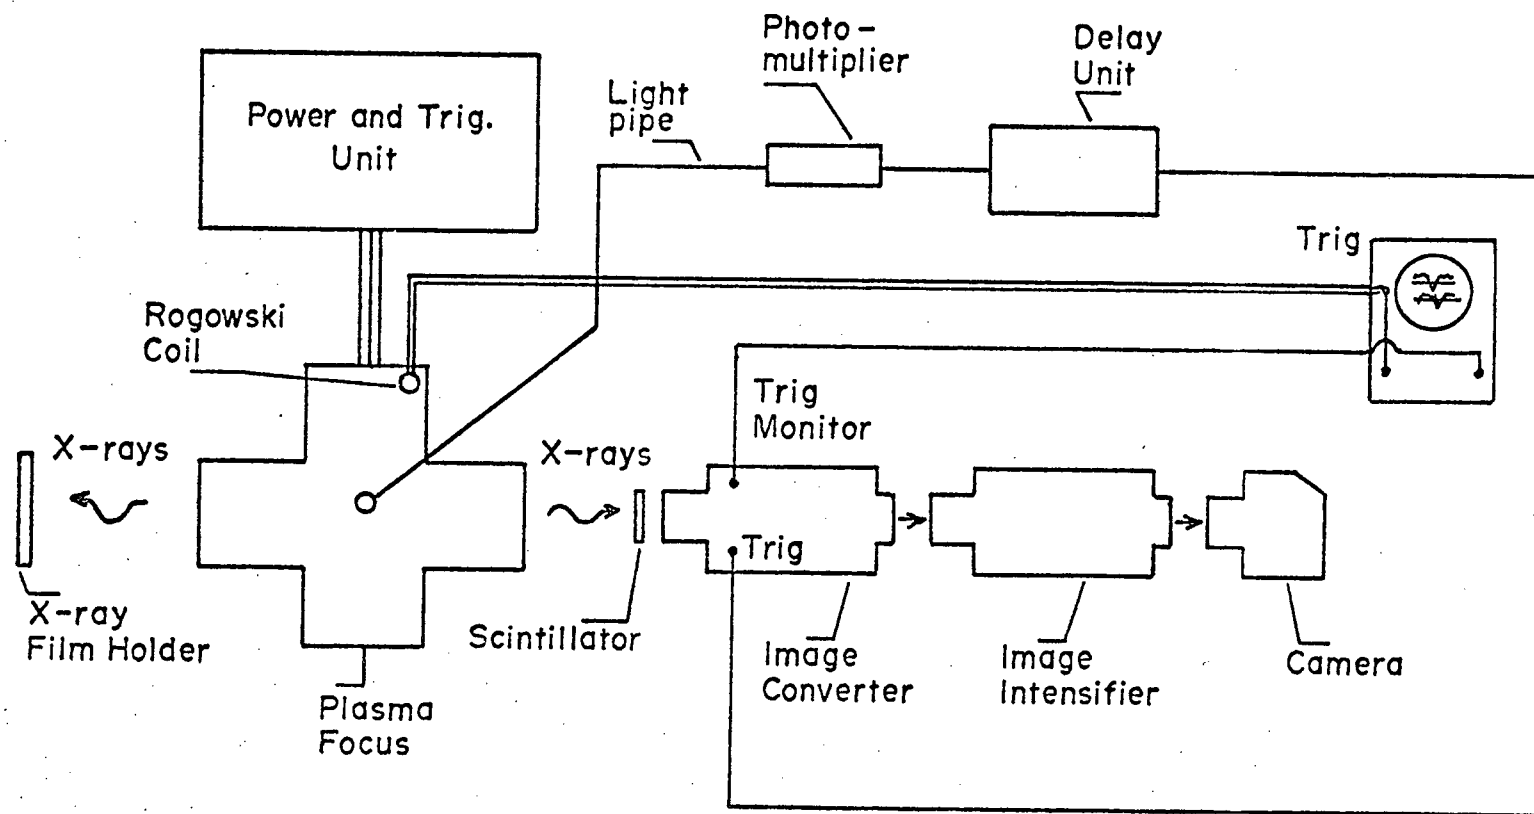 Photo-
multiplier
Delay
Unit
Light
pipe
Power and Trig.
Unit
Trig
Rogowski
Coil
Trig
Monitor
X-rays
X-rays
Trig
X-ray
Film Holder
Scintillator
Image
Converter
Image
Intensifier
Camera
Plasma
Focus